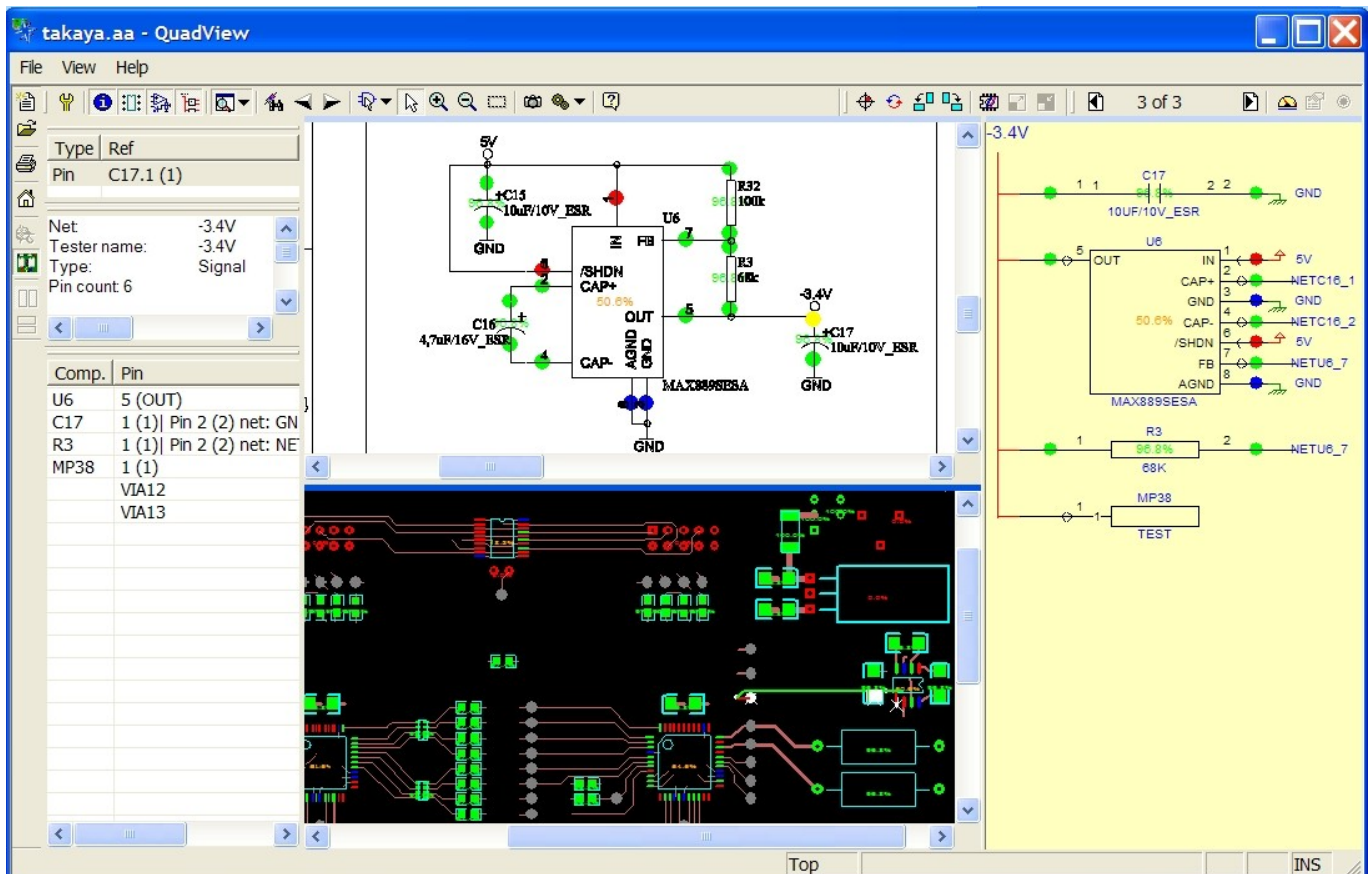 takaya.aa - QuadView
File View Help
3 of 3
Type Ref
Pin C17.1 (1)
Net: -3.4V
Tester name: -3.4V
Type: Signal
Pin count: 6
Comp. Pin
U6 5 (OUT)
C17 1 (1)| Pin 2 (2) net: GN
R3 1 (1)| Pin 2 (2) net: NE
MP38 1 (1)
VIA12
VIA13
5V
C15
10uF/10V_ESR
GND
R32
100k
U6
IN
FB
7
R3
68k
/SHDN
2
CAP+
50.6%
OUT
5
-3.4V
C16
4,7uF/16V_ESR
AGND
GND
C17
10uF/10V_ESR
4
CAP-
MAX889SESA
GND
GND
-3.4V
C17
1 1 96.8% 2 2 GND
10UF/10V_ESR
U6
5 OUT IN 1 5V
CAP+ 2 NETC16_1
GND 3 GND
50.6% CAP- 4 NETC16_2
/SHDN 6 5V
FB 7 NETU6_7
AGND 8 GND
MAX889SESA
R3
1 96.8% 2 NETU6_7
68K
MP38
1 1
TEST
Top INS